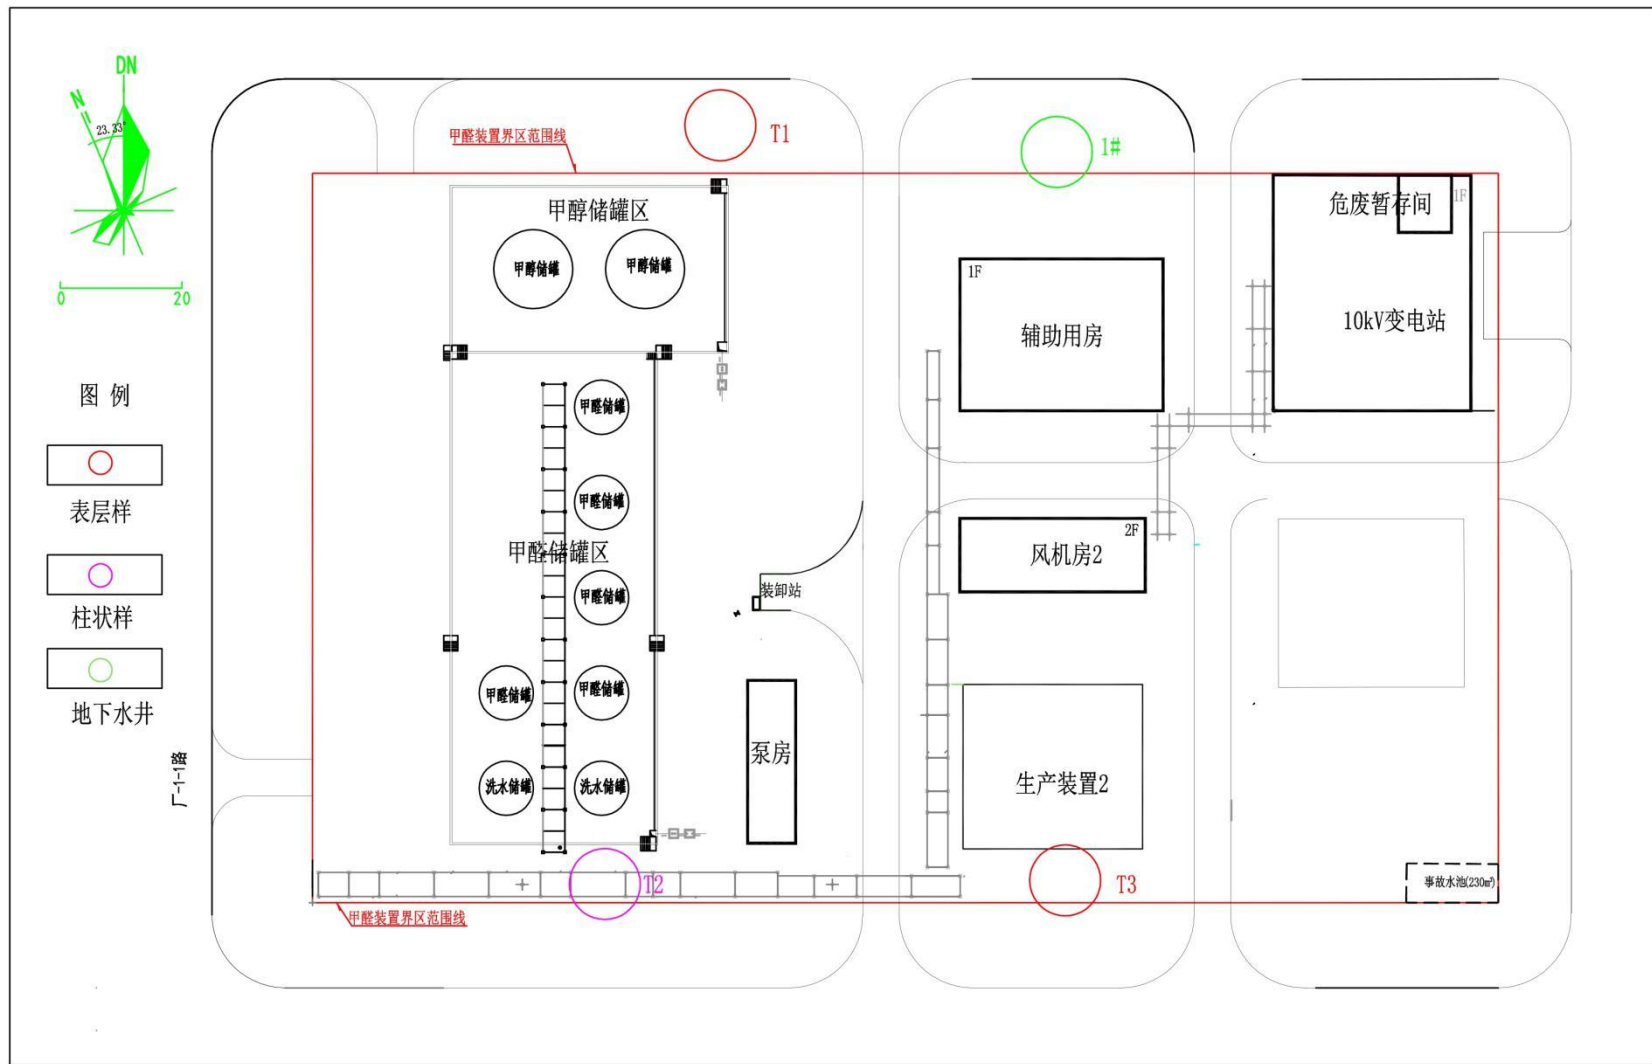 DN
N
23.33°
0
20
图 例
表层样
柱状样
地下水井
厂-1-1路
甲醛装置界区范围线
T1
1#
甲醇储罐区
甲醇储罐
甲醇储罐
危废暂存间
1F
1F
辅助用房
10kV变电站
甲醛储罐
甲醛储罐
甲醛储罐区
2F
风机房2
装卸站
甲醛储罐
甲醛储罐
甲醛储罐
泵房
洗水储罐
洗水储罐
生产装置2
T2
T3
事故水池(230m³)
甲醛装置界区范围线